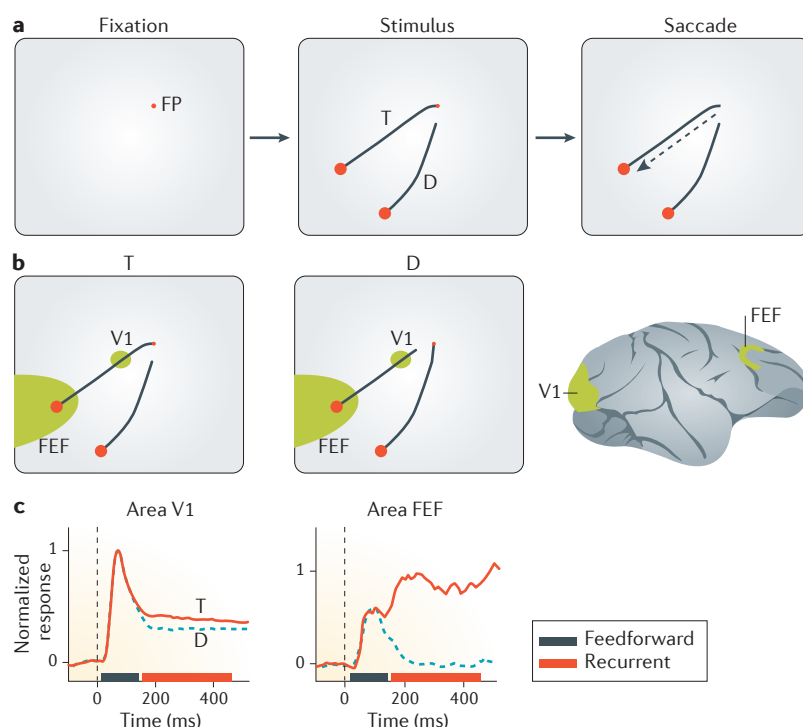 a Fixation Stimulus Saccade
FP
T
D
b T D
V1
FEF
V1
FEF
FEF
V1
c Area V1 Area FEF
Normalized
response
1
0
T
D
0 200 400
Time (ms)
1
0
0 200 400
Time (ms)
Feedforward
Recurrent